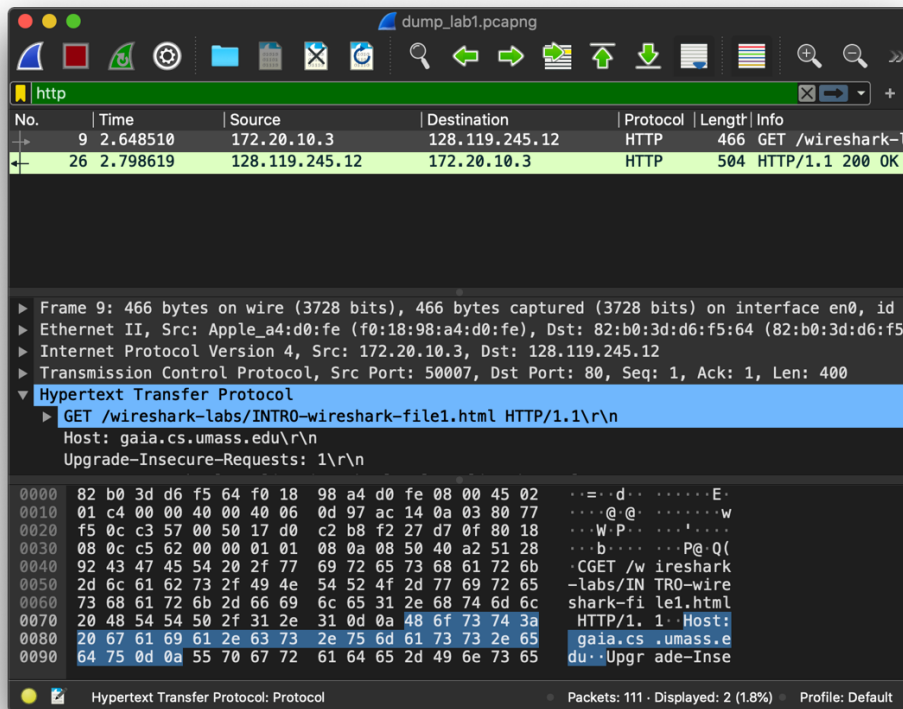 dump_lab1.pcapng
http
No. Time Source Destination Protocol Length Info
9 2.648510 172.20.10.3 128.119.245.12 HTTP 466 GET /wireshark-l
26 2.798619 128.119.245.12 172.20.10.3 HTTP 504 HTTP/1.1 200 OK
Frame 9: 466 bytes on wire (3728 bits), 466 bytes captured (3728 bits) on interface en0, id
Ethernet II, Src: Apple_a4:d0:fe (f0:18:98:a4:d0:fe), Dst: 82:b0:3d:d6:f5:64 (82:b0:3d:d6:f5
Internet Protocol Version 4, Src: 172.20.10.3, Dst: 128.119.245.12
Transmission Control Protocol, Src Port: 50007, Dst Port: 80, Seq: 1, Ack: 1, Len: 400
Hypertext Transfer Protocol
GET /wireshark-labs/INTRO-wireshark-file1.html HTTP/1.1\r\n
Host: gaia.cs.umass.edu\r\n
Upgrade-Insecure-Requests: 1\r\n
0000 82 b0 3d d6 f5 64 f0 18 98 a4 d0 fe 08 00 45 02 ··=··d·· ······E·
0010 01 c4 00 00 40 00 40 06 0d 97 ac 14 0a 03 80 77 ····@·@· ·······w
0020 f5 0c c3 57 00 50 17 d0 c2 b8 f2 27 d7 0f 80 18 ···W·P·· ···'····
0030 08 0c c5 62 00 00 01 01 08 0a 08 50 40 a2 51 28 ···b···· ···P@·Q(
0040 92 43 47 45 54 20 2f 77 69 72 65 73 68 61 72 6b ·CGET /w ireshark
0050 2d 6c 61 62 73 2f 49 4e 54 52 4f 2d 77 69 72 65 -labs/IN TRO-wire
0060 73 68 61 72 6b 2d 66 69 6c 65 31 2e 68 74 6d 6c shark-fi le1.html
0070 20 48 54 54 50 2f 31 2e 31 0d 0a 48 6f 73 74 3a HTTP/1. 1··Host:
0080 20 67 61 69 61 2e 63 73 2e 75 6d 61 73 73 2e 65 gaia.cs .umass.e
0090 64 75 0d 0a 55 70 67 72 61 64 65 2d 49 6e 73 65 du··Upgr ade-Inse
Hypertext Transfer Protocol: Protocol Packets: 111 · Displayed: 2 (1.8%) Profile: Default